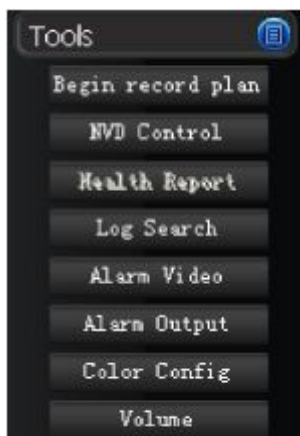 Tools
Begin record plan
NVD Control
Health Report
Log Search
Alarm Video
Alarm Output
Color Config
Volume